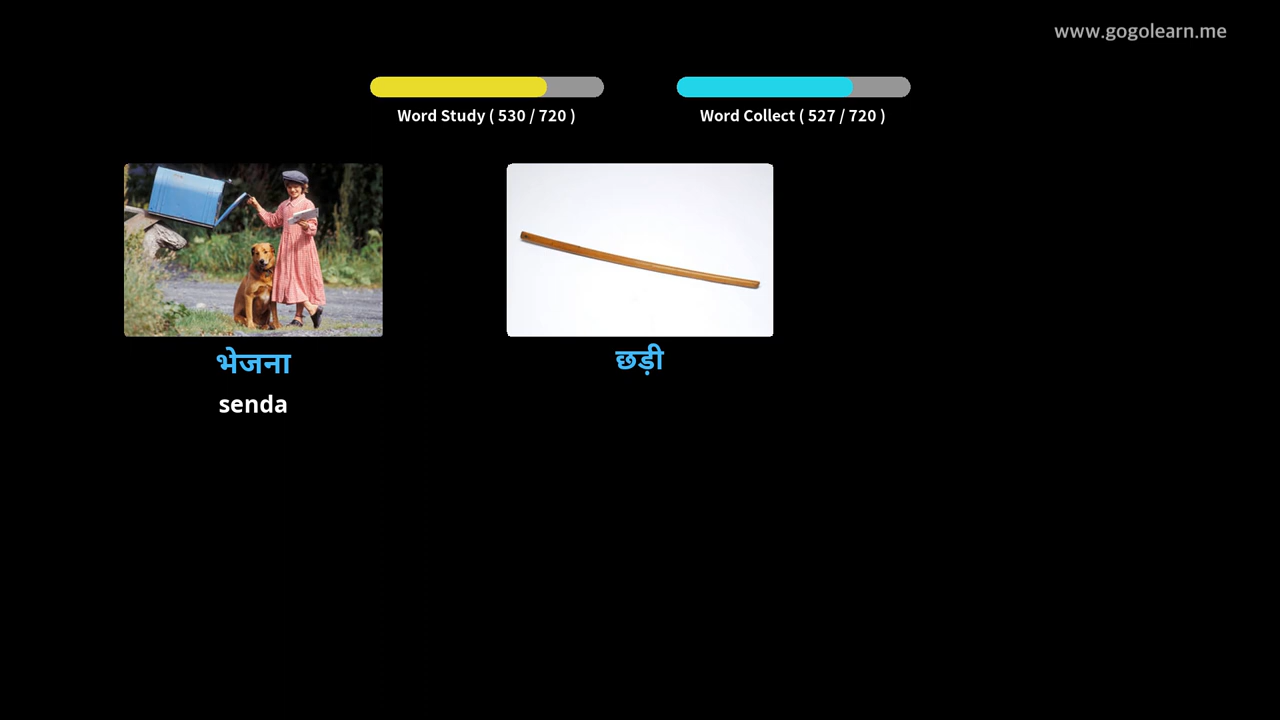 www.gogolearn.me
Word Study ( 530 / 720 )
Word Collect ( 527 / 720 )
भेजना
senda
छड़ी